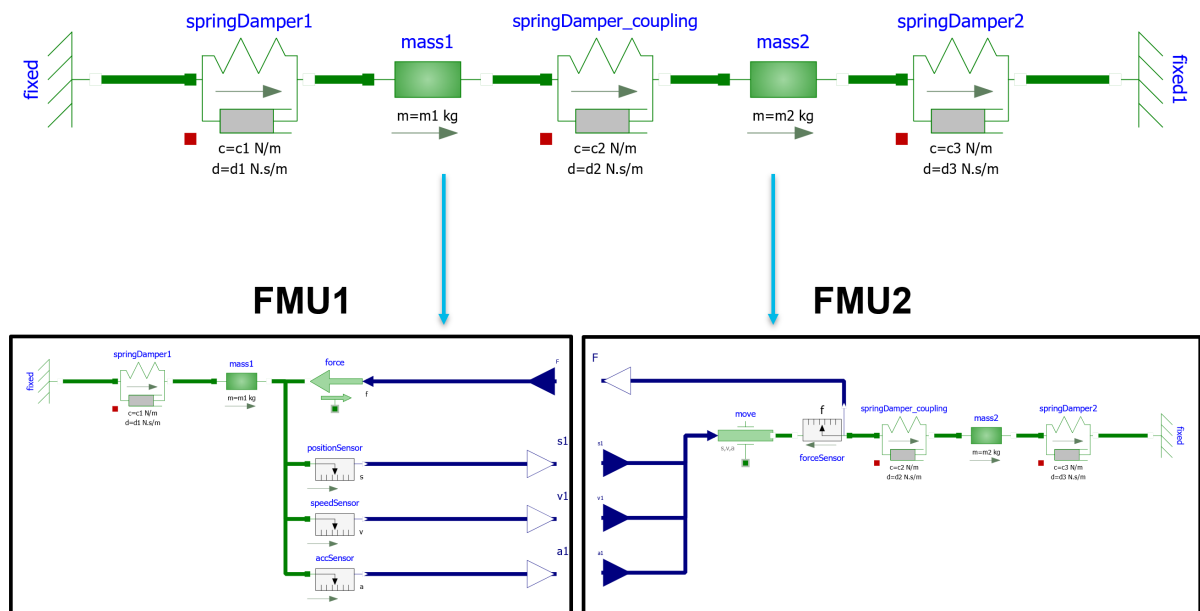 springDamper1
springDamper_coupling
springDamper2
mass1
mass2
fixed
fixed1
m=m1 kg
m=m2 kg
c=c1 N/m
d=d1 N.s/m
c=c2 N/m
d=d2 N.s/m
c=c3 N/m
d=d3 N.s/m
FMU1
FMU2
springDamper1
mass1
force
F
fixed
f
m=m1 kg
c=c1 N/m
d=d1 N.s/m
positionSensor
s1
s
speedSensor
v1
v
accSensor
a1
a
F
move
f
springDamper_coupling
mass2
springDamper2
fixed
s1
s,v,a
forceSensor
m=m2 kg
c=c2 N/m
d=d2 N.s/m
c=c3 N/m
d=d3 N.s/m
v1
a1